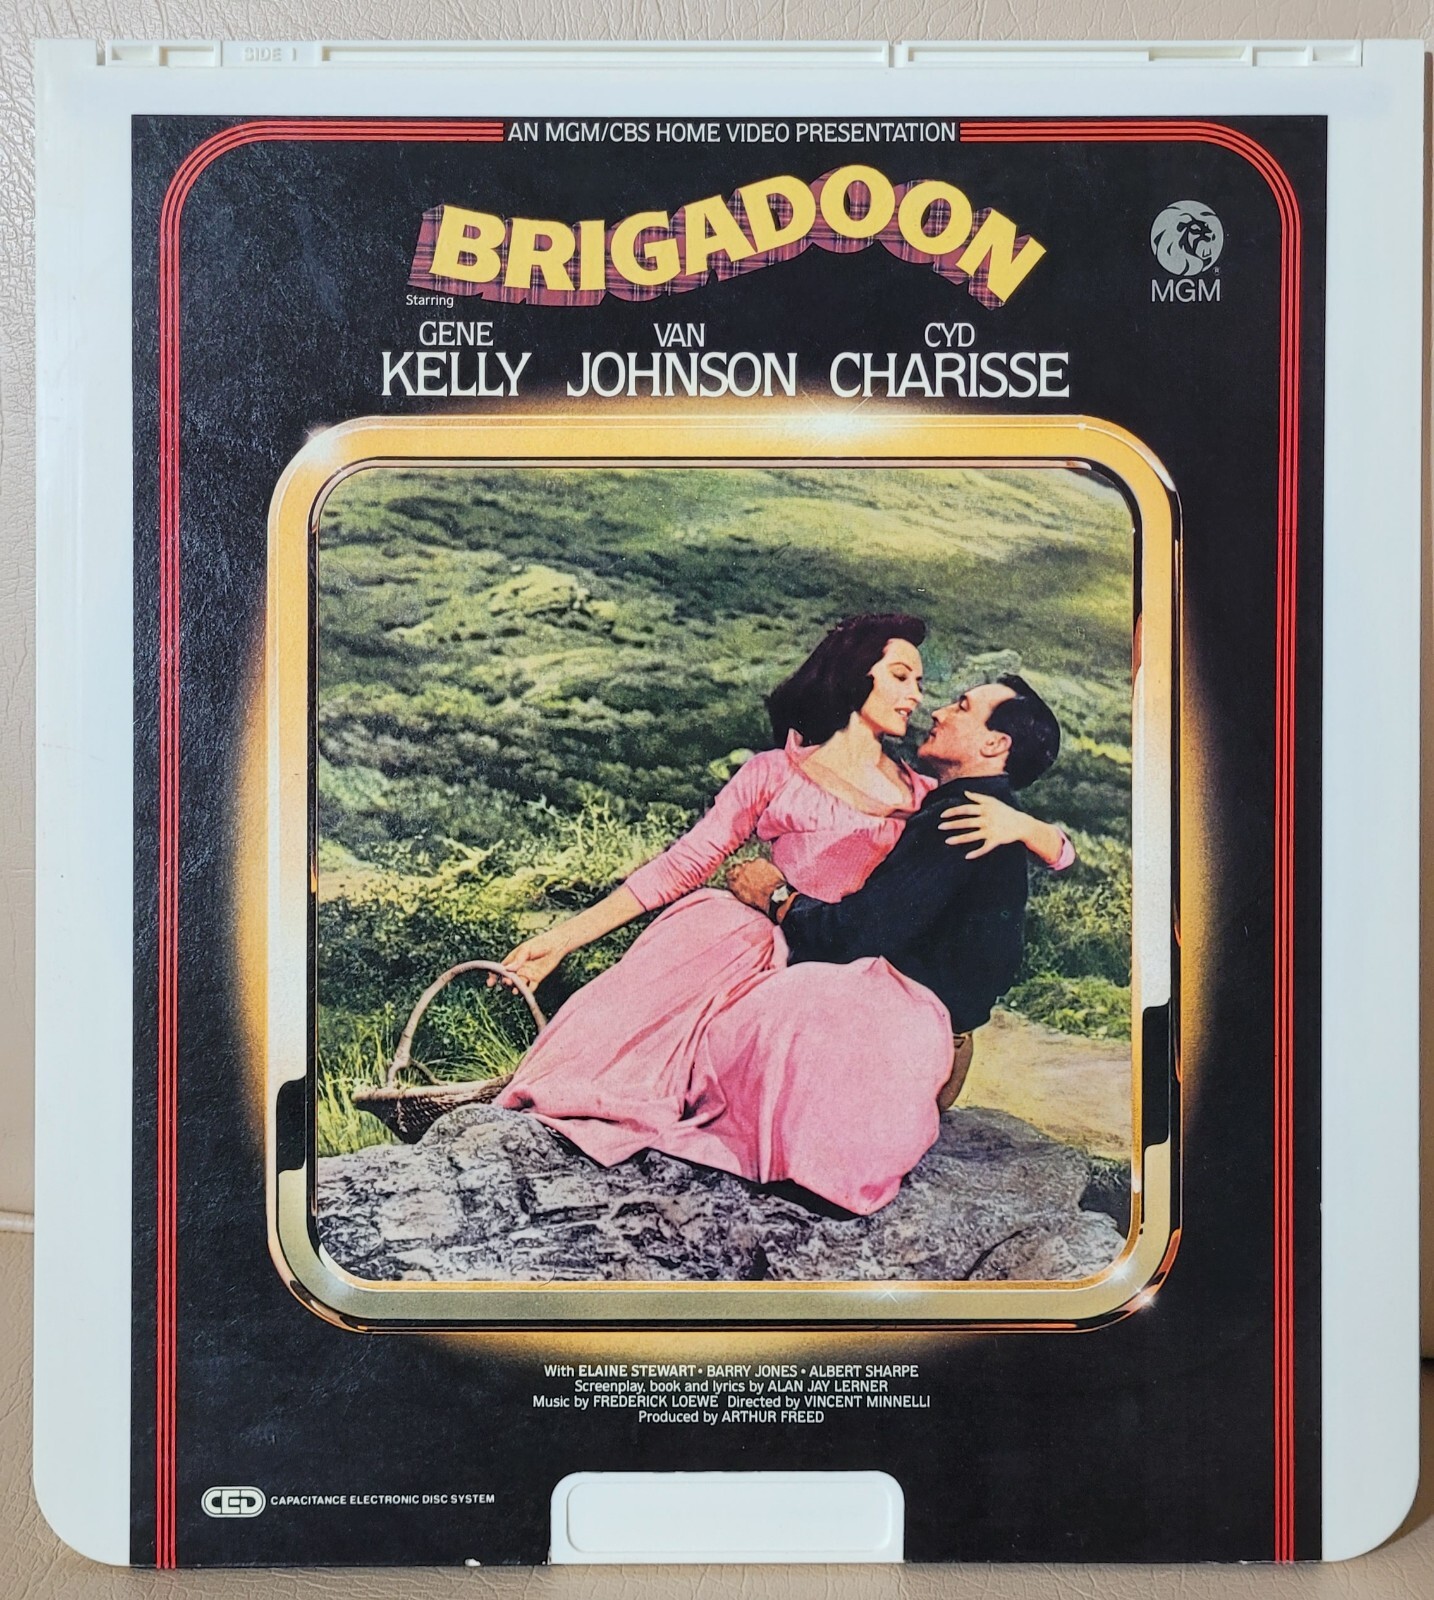 SIDE 1
AN MGM/CBS HOME VIDEO PRESENTATION
BRIGADOON
MGM
Starring
GENE KELLY VAN JOHNSON CYD CHARISSE
With ELAINE STEWART • BARRY JONES • ALBERT SHARPE
Screenplay, book and lyrics by ALAN JAY LERNER
Music by FREDERICK LOEWE Directed by VINCENT MINNELLI
Produced by ARTHUR FREED
CED CAPACITANCE ELECTRONIC DISC SYSTEM